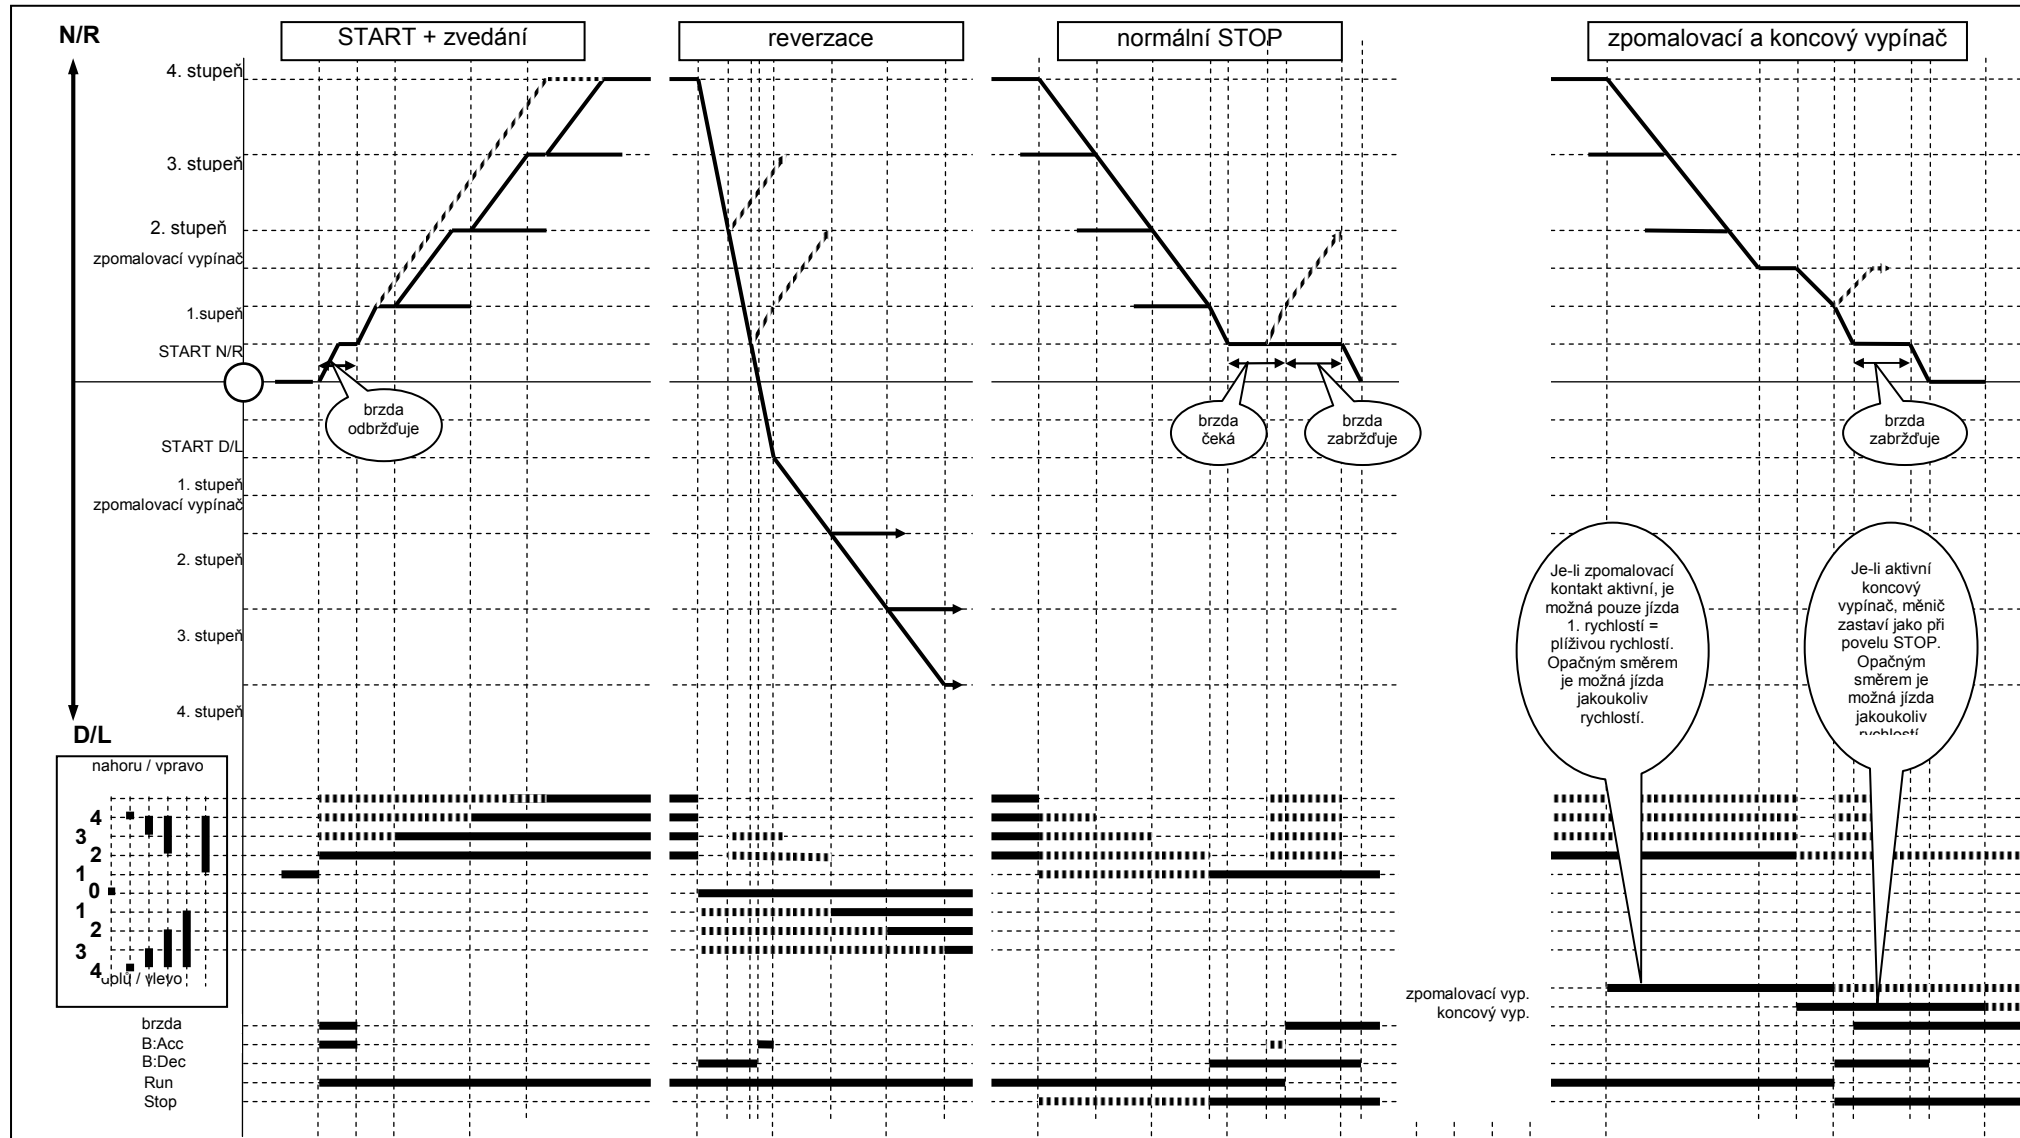 N/R
START + zvedání
reverzace
normální STOP
zpomalovací a koncový vypínač
4. stupeň
3. stupeň
2. stupeň
zpomalovací vypínač
1.supeň
START N/R
brzda
odbržďuje
brzda
čeká
brzda
zabržďuje
brzda
zabržďuje
START D/L
1. stupeň
zpomalovací vypínač
2. stupeň
3. stupeň
4. stupeň
D/L
Je-li zpomalovací
kontakt aktivní, je
možná pouze jízda
1. rychlostí =
plíživou rychlostí.
Opačným směrem
je možná jízda
jakoukoliv
rychlostí.
Je-li aktivní
koncový
vypínač, měnič
zastaví jako při
povelu STOP.
Opačným
směrem je
možná jízda
jakoukoliv
rychlostí
nahoru / vpravo
4
3
2
1
0
1
2
3
4
/ vlevo
zpomalovací vyp.
koncový vyp.
brzda
B:Acc
B:Dec
Run
Stop